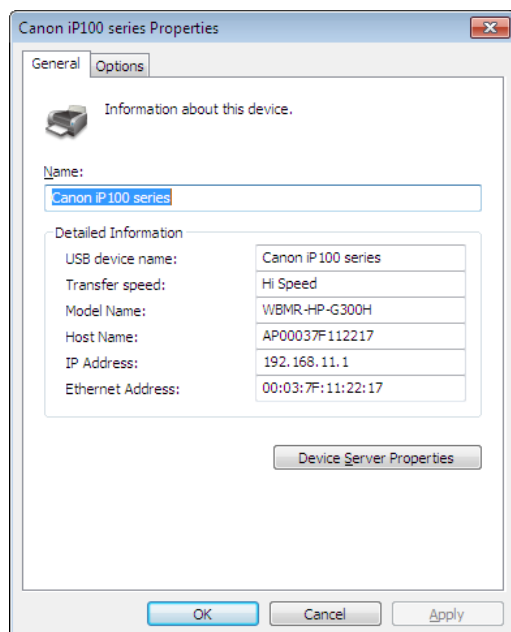 Canon iP100 series Properties
General Options
Information about this device.
Name:
Canon iP100 series
Detailed Information
USB device name: Canon iP100 series
Transfer speed: Hi Speed
Model Name: WBMR-HP-G300H
Host Name: AP00037F112217
IP Address: 192.168.11.1
Ethernet Address: 00:03:7F:11:22:17
Device Server Properties
OK Cancel Apply